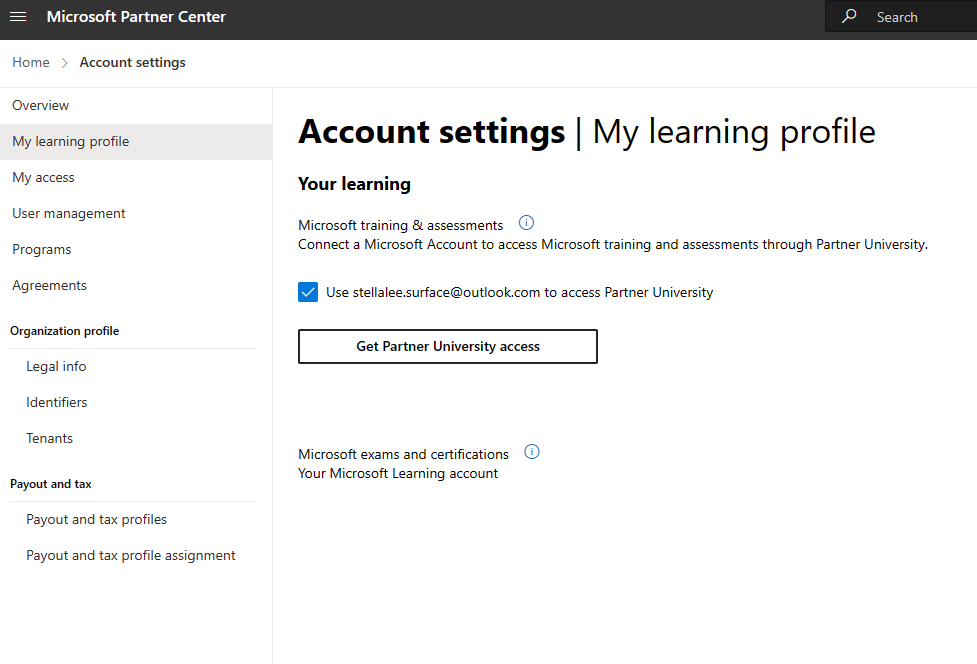 Microsoft Partner Center
Search
Home > Account settings
Overview
My learning profile
My access
User management
Programs
Agreements
Organization profile
Legal info
Identifiers
Tenants
Payout and tax
Payout and tax profiles
Payout and tax profile assignment
Account settings | My learning profile
Your learning
Microsoft training & assessments
Connect a Microsoft Account to access Microsoft training and assessments through Partner University.
Use stellalee.surface@outlook.com to access Partner University
Get Partner University access
Microsoft exams and certifications
Your Microsoft Learning account